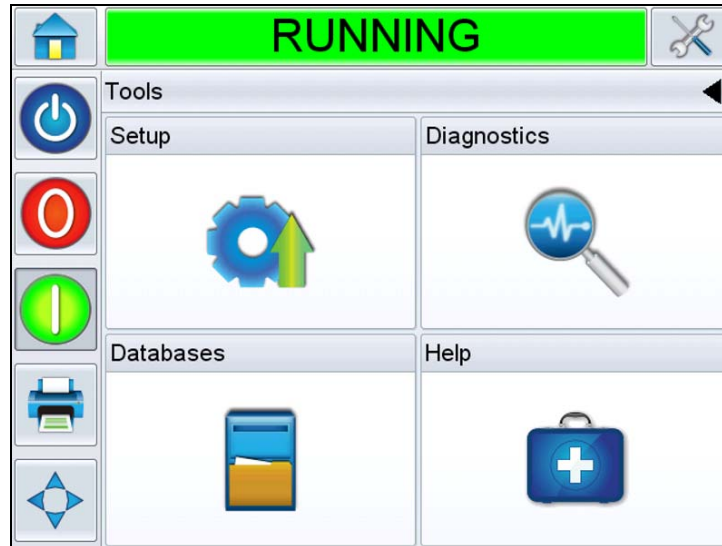 RUNNING
Tools
Setup
Diagnostics
Databases
Help